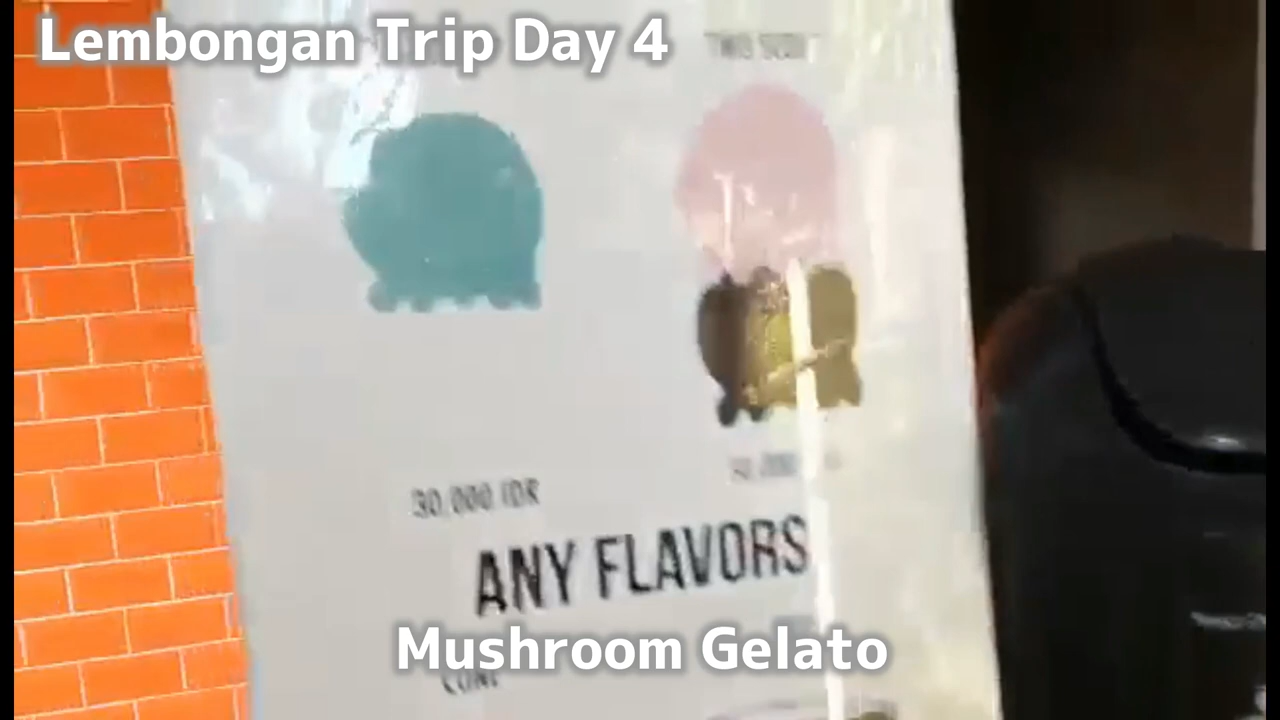 Lembongan Trip Day 4
30,000 IDR
ANY FLAVORS
Mushroom Gelato